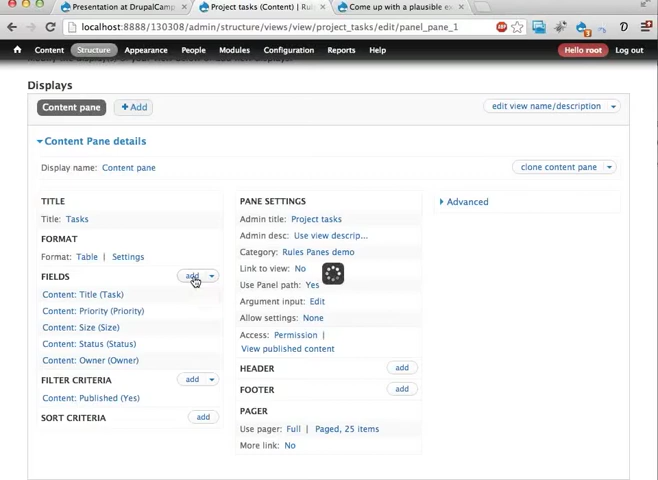 Presentation at DrupalCamp
Project tasks (Content) | Rul
Come up with a plausible ex
localhost:8888/130308/admin/structure/views/view/project_tasks/edit/panel_pane_1
Content Structure Appearance People Modules Configuration Reports Help Hello root Log out
Displays
Content pane + Add edit view name/description
Content Pane details
Display name: Content pane clone content pane
TITLE
Title: Tasks
FORMAT
Format: Table | Settings
FIELDS add
Content: Title (Task)
Content: Priority (Priority)
Content: Size (Size)
Content: Status (Status)
Content: Owner (Owner)
FILTER CRITERIA add
Content: Published (Yes)
SORT CRITERIA add
PANE SETTINGS
Admin title: Project tasks
Admin desc: Use view descrip...
Category: Rules Panes demo
Link to view: No
Use Panel path: Yes
Argument input: Edit
Allow settings: None
Access: Permission |
View published content
HEADER add
FOOTER add
PAGER
Use pager: Full | Paged, 25 items
More link: No
Advanced